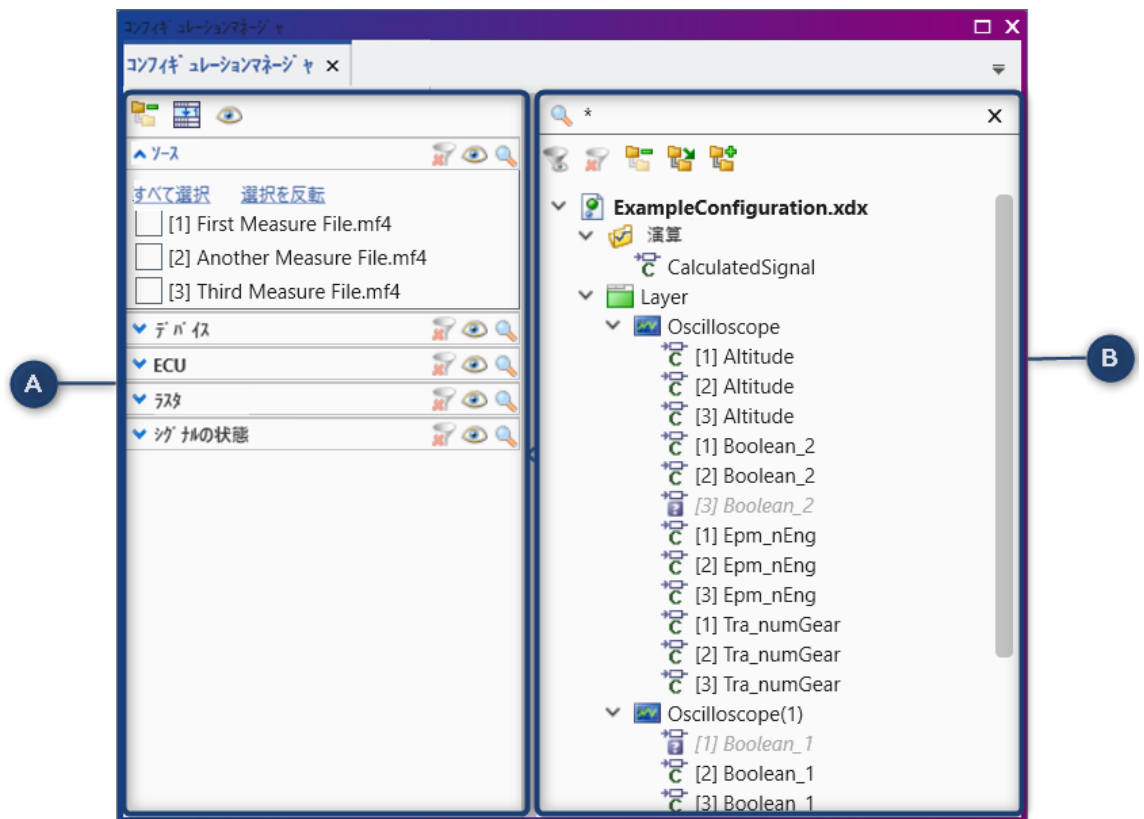 コンフィギュレーションマネージャ
コンフィギュレーションマネージャ
*
ソース
すべて選択 選択を反転
[1] First Measure File.mf4
[2] Another Measure File.mf4
[3] Third Measure File.mf4
デバイス
ECU
ラスタ
シグナルの状態
A
ExampleConfiguration.xdx
演算
CalculatedSignal
Layer
Oscilloscope
[1] Altitude
[2] Altitude
[3] Altitude
[1] Boolean_2
[2] Boolean_2
[3] Boolean_2
[1] Epm_nEng
[2] Epm_nEng
[3] Epm_nEng
[1] Tra_numGear
[2] Tra_numGear
[3] Tra_numGear
Oscilloscope(1)
[1] Boolean_1
[2] Boolean_1
[3] Boolean_1
B